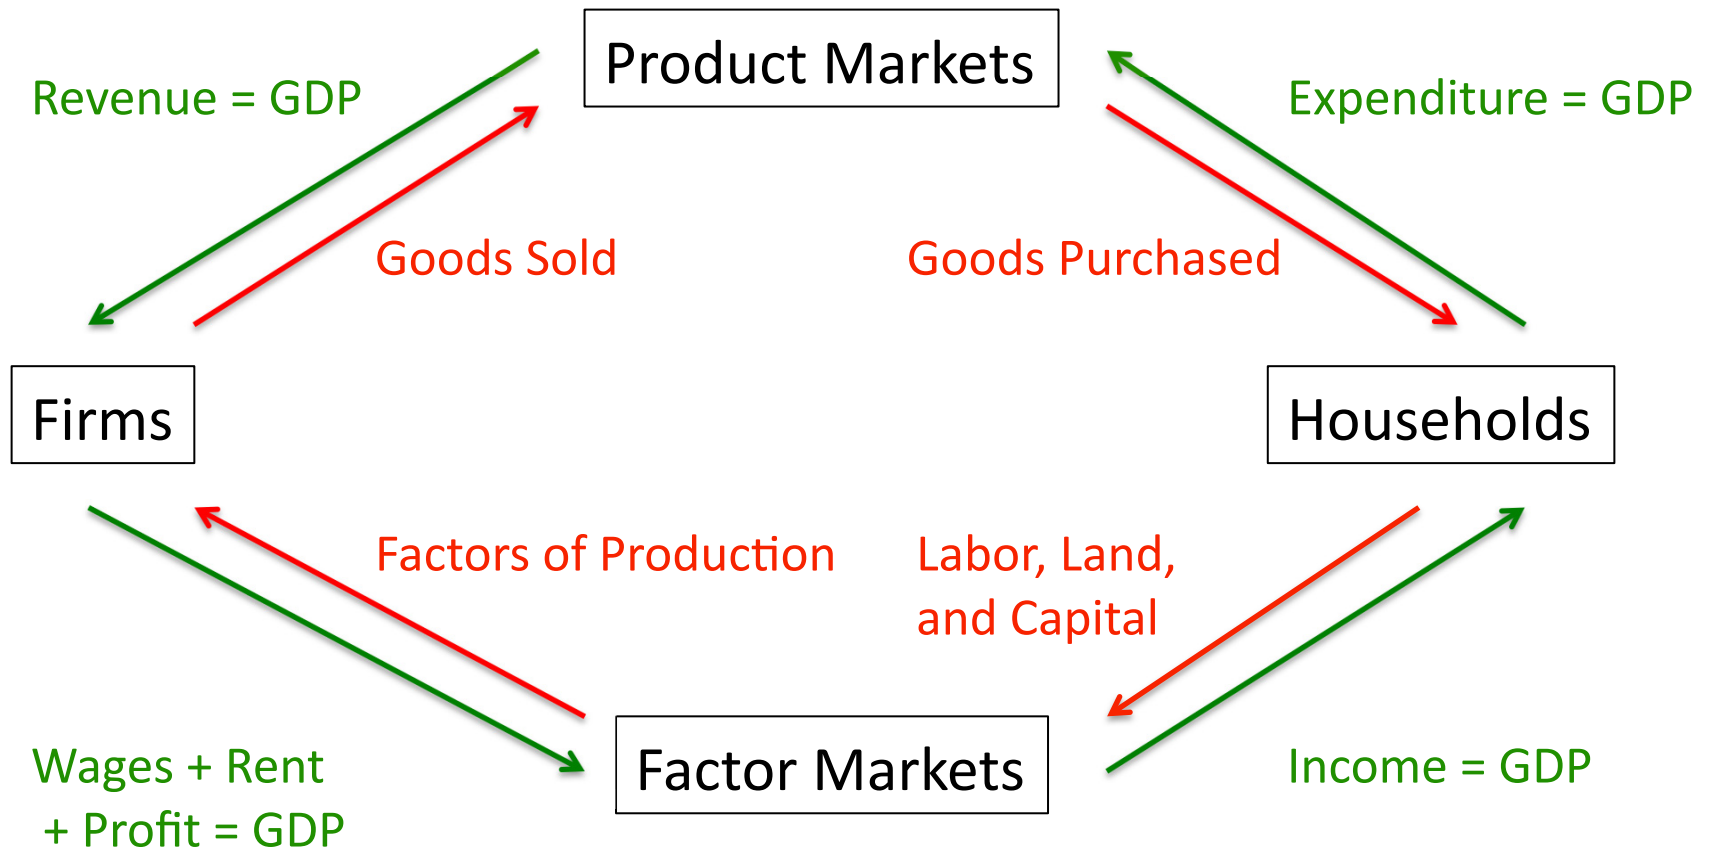 Product Markets
Revenue = GDP
Expenditure = GDP
Goods Sold
Goods Purchased
Firms
Households
Factors of Production
Labor, Land,
and Capital
Factor Markets
Wages + Rent
+ Profit = GDP
Income = GDP